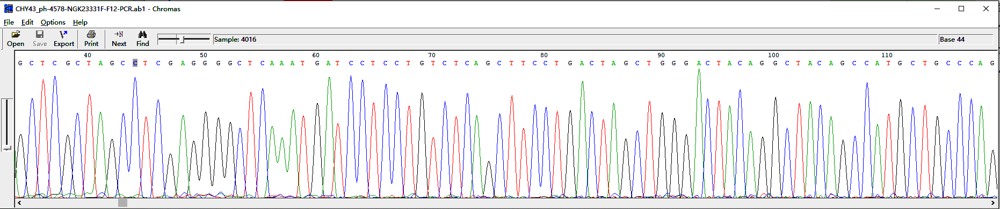 CHY43_ph-4578-NGK23331F-F12-PCR.ab1 - Chromas
File Edit Options Help
Open Save Export Print →N Next Find Sample: 4016 Base 44
40 50 60 70 80 90 100 110
G C T C G C T A G C C T C G A G G G G C T C A A A T G A T C C T C C T G T C T C A G C T T C C T G A C T A G C T G G G A C T A C A G G C T A C A G C C A T G C T G C C C A G